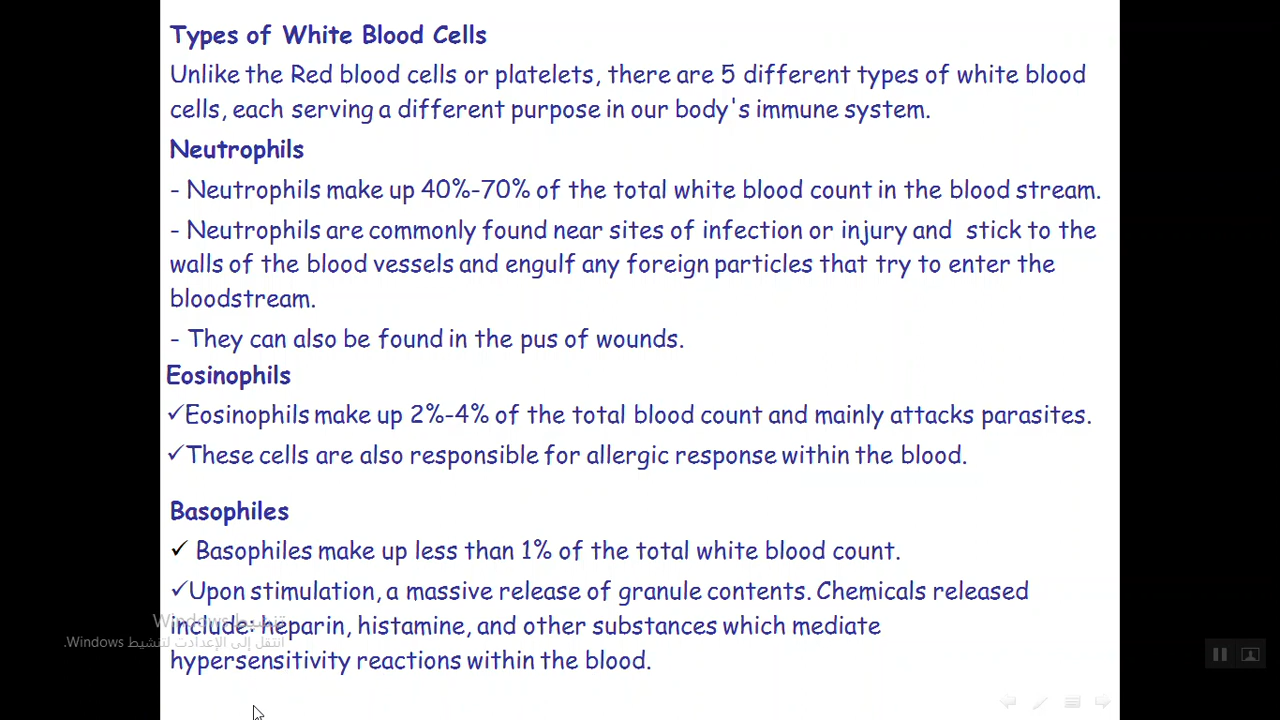 Types of White Blood Cells
Unlike the Red blood cells or platelets, there are 5 different types of white blood
cells, each serving a different purpose in our body's immune system.
Neutrophils
- Neutrophils make up 40%-70% of the total white blood count in the blood stream.
- Neutrophils are commonly found near sites of infection or injury and stick to the
walls of the blood vessels and engulf any foreign particles that try to enter the
bloodstream.
- They can also be found in the pus of wounds.
Eosinophils
✓Eosinophils make up 2%-4% of the total blood count and mainly attacks parasites.
✓These cells are also responsible for allergic response within the blood.
Basophiles
✓ Basophiles make up less than 1% of the total white blood count.
✓Upon stimulation, a massive release of granule contents. Chemicals released
include: heparin, histamine, and other substances which mediate
hypersensitivity reactions within the blood.
تنشيط Windows
انتقل إلى الإعدادات لتنشيط Windows.